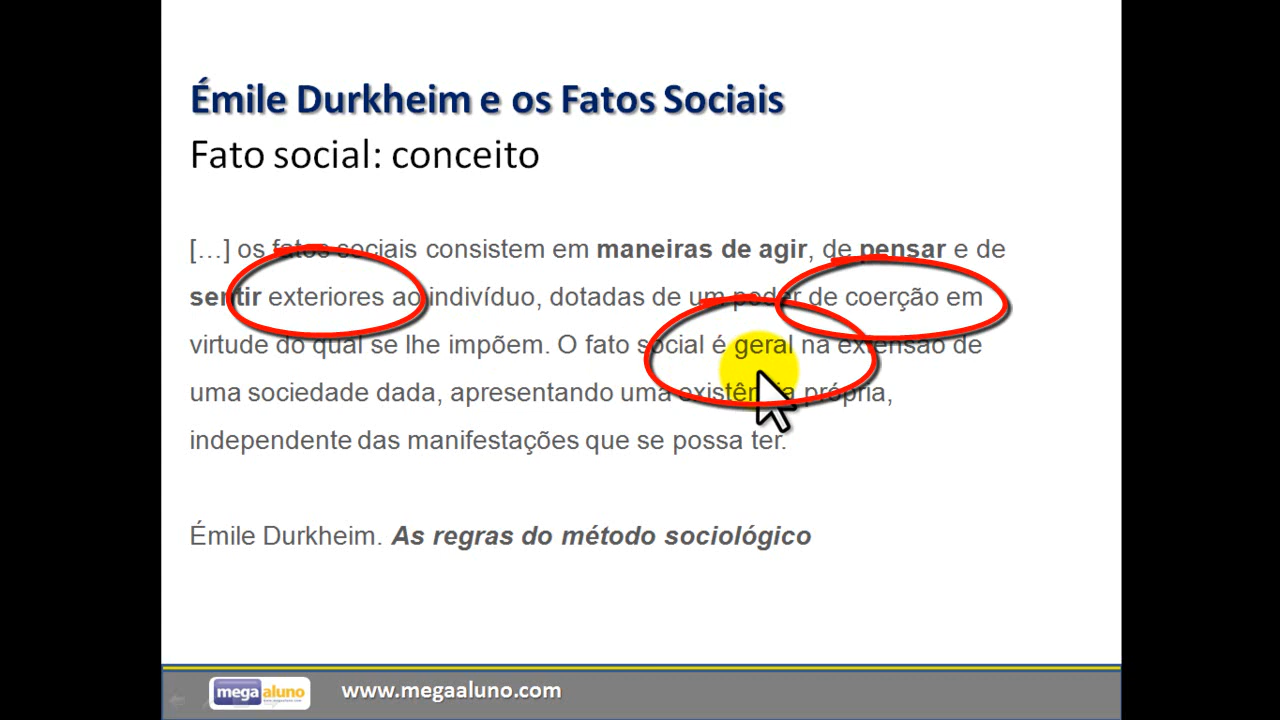 Émile Durkheim e os Fatos Sociais
Fato social: conceito
[…] os fatos sociais consistem em maneiras de agir, de pensar e de
sentir exteriores ao indivíduo, dotadas de um poder de coerção em
virtude do qual se lhe impõem. O fato social é geral na extensão de
uma sociedade dada, apresentando uma existência própria,
independente das manifestações que se possa ter.
Émile Durkheim. As regras do método sociológico
mega aluno
www.megaaluno.com